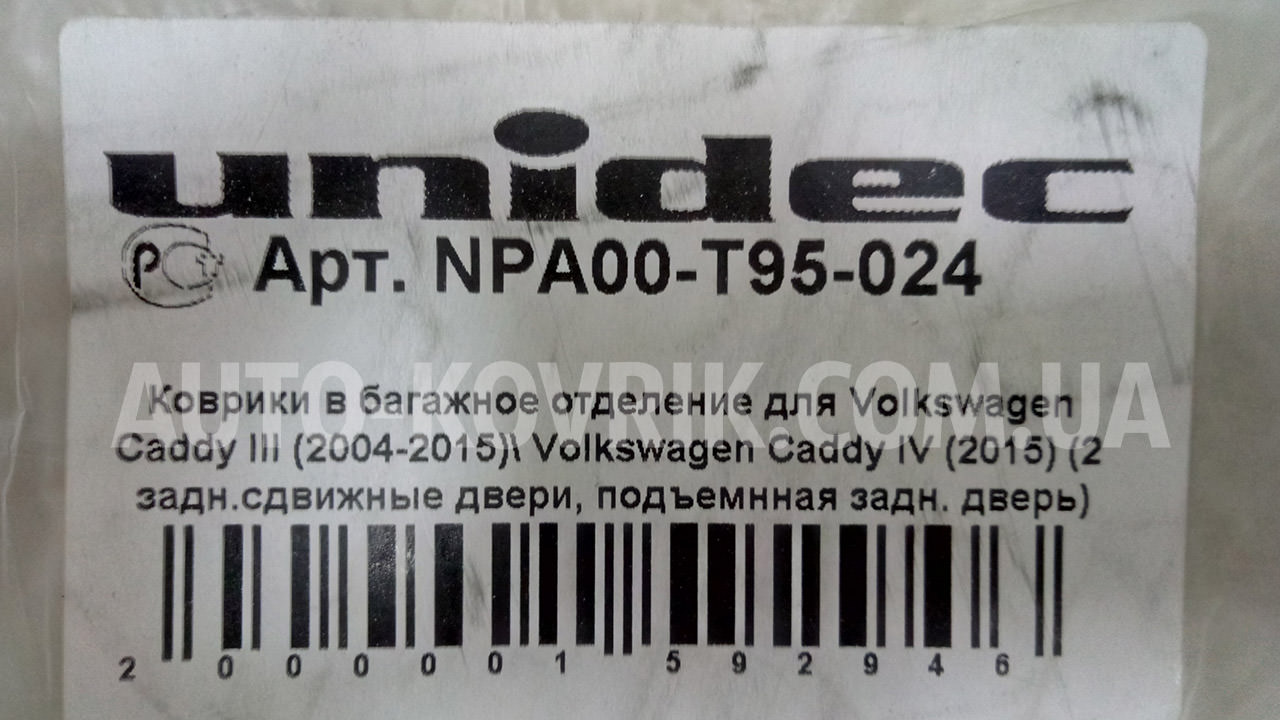 unidec
РС Арт. NPA00-T95-024
AUTO-KOVRIK.COM.UA
Коврики в багажное отделение для Volkswagen
Caddy III (2004-2015)\ Volkswagen Caddy IV (2015) (2
задн.сдвижные двери, подъемнная задн. дверь)
2 000001 592946